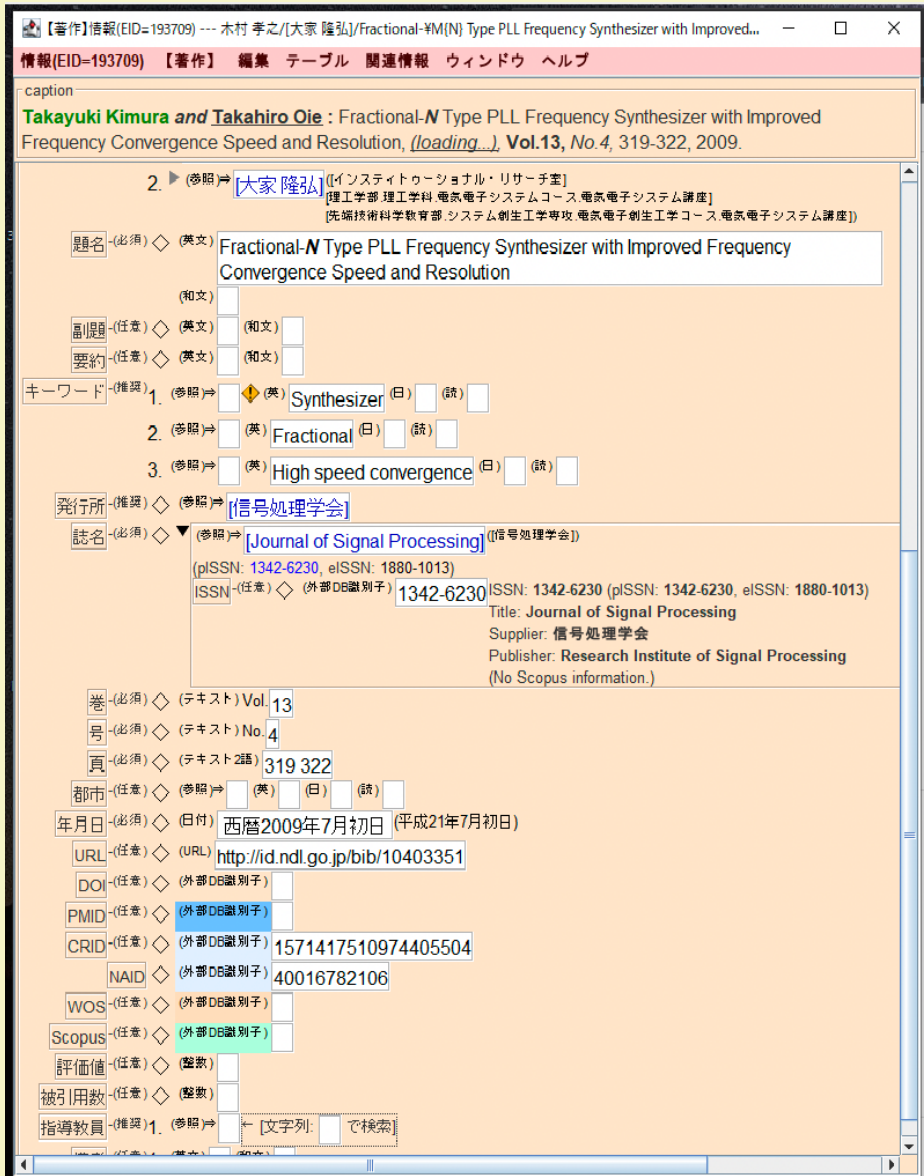 【著作】情報(EID=193709) --- 木村 孝之/[大家 隆弘]/Fractional-¥M{N} Type PLL Frequency Synthesizer with Improved...
情報(EID=193709) 【著作】 編集 テーブル 関連情報 ウィンドウ ヘルプ
caption
Takayuki Kimura and Takahiro Oie : Fractional-N Type PLL Frequency Synthesizer with Improved
Frequency Convergence Speed and Resolution, (loading...), Vol.13, No.4, 319-322, 2009.
2. (参照)⇒ [大家 隆弘] ([インスティトゥーショナル・リサーチ室]
[理工学部.理工学科.電気電子システムコース.電気電子システム講座]
[先端技術科学教育部.システム創生工学専攻.電気電子創生工学コース.電気電子システム講座])
題名-(必須) ◇ (英文) Fractional-N Type PLL Frequency Synthesizer with Improved Frequency
Convergence Speed and Resolution
(和文)
副題-(任意) ◇ (英文) (和文)
要約-(任意) ◇ (英文) (和文)
キーワード-(推奨) 1. (参照)⇒ (英) Synthesizer (日) (読)
2. (参照)⇒ (英) Fractional (日) (読)
3. (参照)⇒ (英) High speed convergence (日) (読)
発行所-(推奨) ◇ (参照)⇒ [信号処理学会]
誌名-(必須) ◇ ▼ (参照)⇒ [Journal of Signal Processing] ([信号処理学会])
(pISSN: 1342-6230, eISSN: 1880-1013)
ISSN-(任意) ◇ (外部DB識別子) 1342-6230 ISSN: 1342-6230 (pISSN: 1342-6230, eISSN: 1880-1013)
Title: Journal of Signal Processing
Supplier: 信号処理学会
Publisher: Research Institute of Signal Processing
(No Scopus information.)
巻-(必須) ◇ (テキスト) Vol. 13
号-(必須) ◇ (テキスト) No. 4
頁-(必須) ◇ (テキスト2語) 319 322
都市-(任意) ◇ (参照)⇒ (英) (日) (読)
年月日-(必須) ◇ (日付) 西暦2009年7月初日 (平成21年7月初日)
URL-(任意) ◇ (URL) http://id.ndl.go.jp/bib/10403351
DOI-(任意) ◇ (外部DB識別子)
PMID-(任意) ◇ (外部DB識別子)
CRID-(任意) ◇ (外部DB識別子) 1571417510974405504
NAID ◇ (外部DB識別子) 40016782106
WOS-(任意) ◇ (外部DB識別子)
Scopus-(任意) ◇ (外部DB識別子)
評価値-(任意) ◇ (整数)
被引用数-(任意) ◇ (整数)
指導教員-(推奨) 1. (参照)⇒ ← [文字列: で検索]